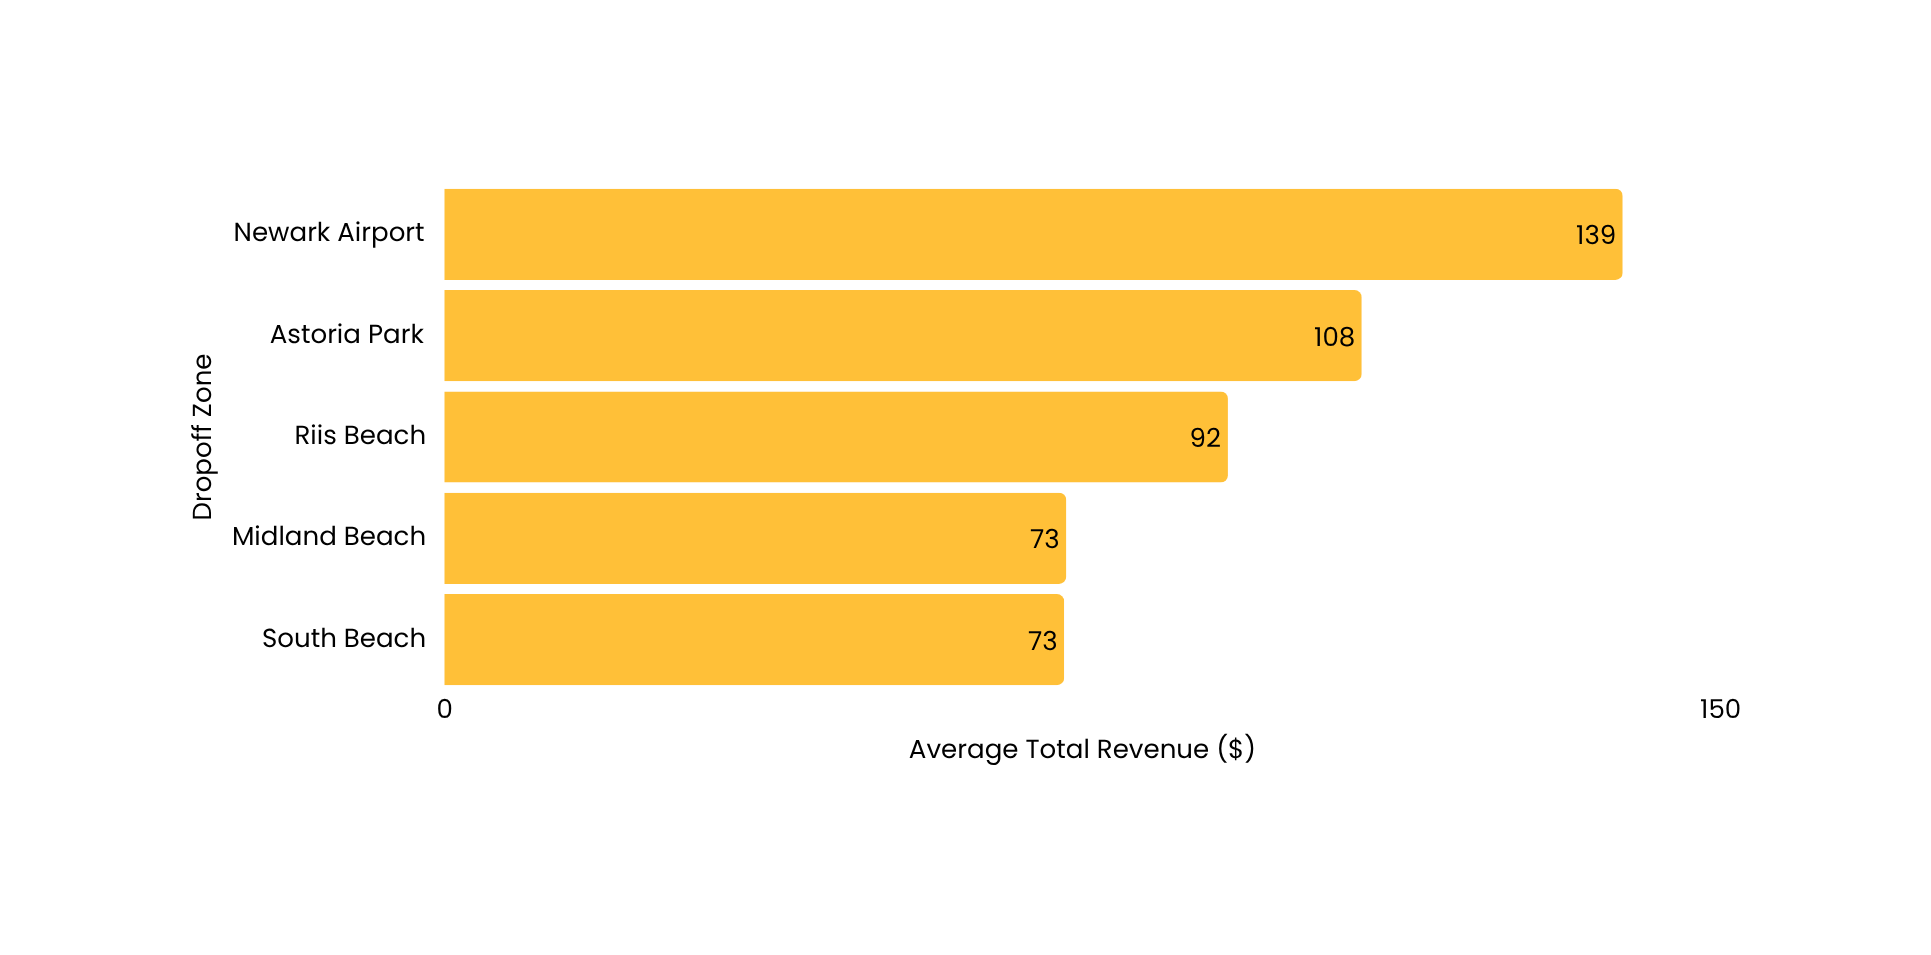 Dropoff Zone
Newark Airport 139
Astoria Park 108
Riis Beach 92
Midland Beach 73
South Beach 73
0 150
Average Total Revenue ($)